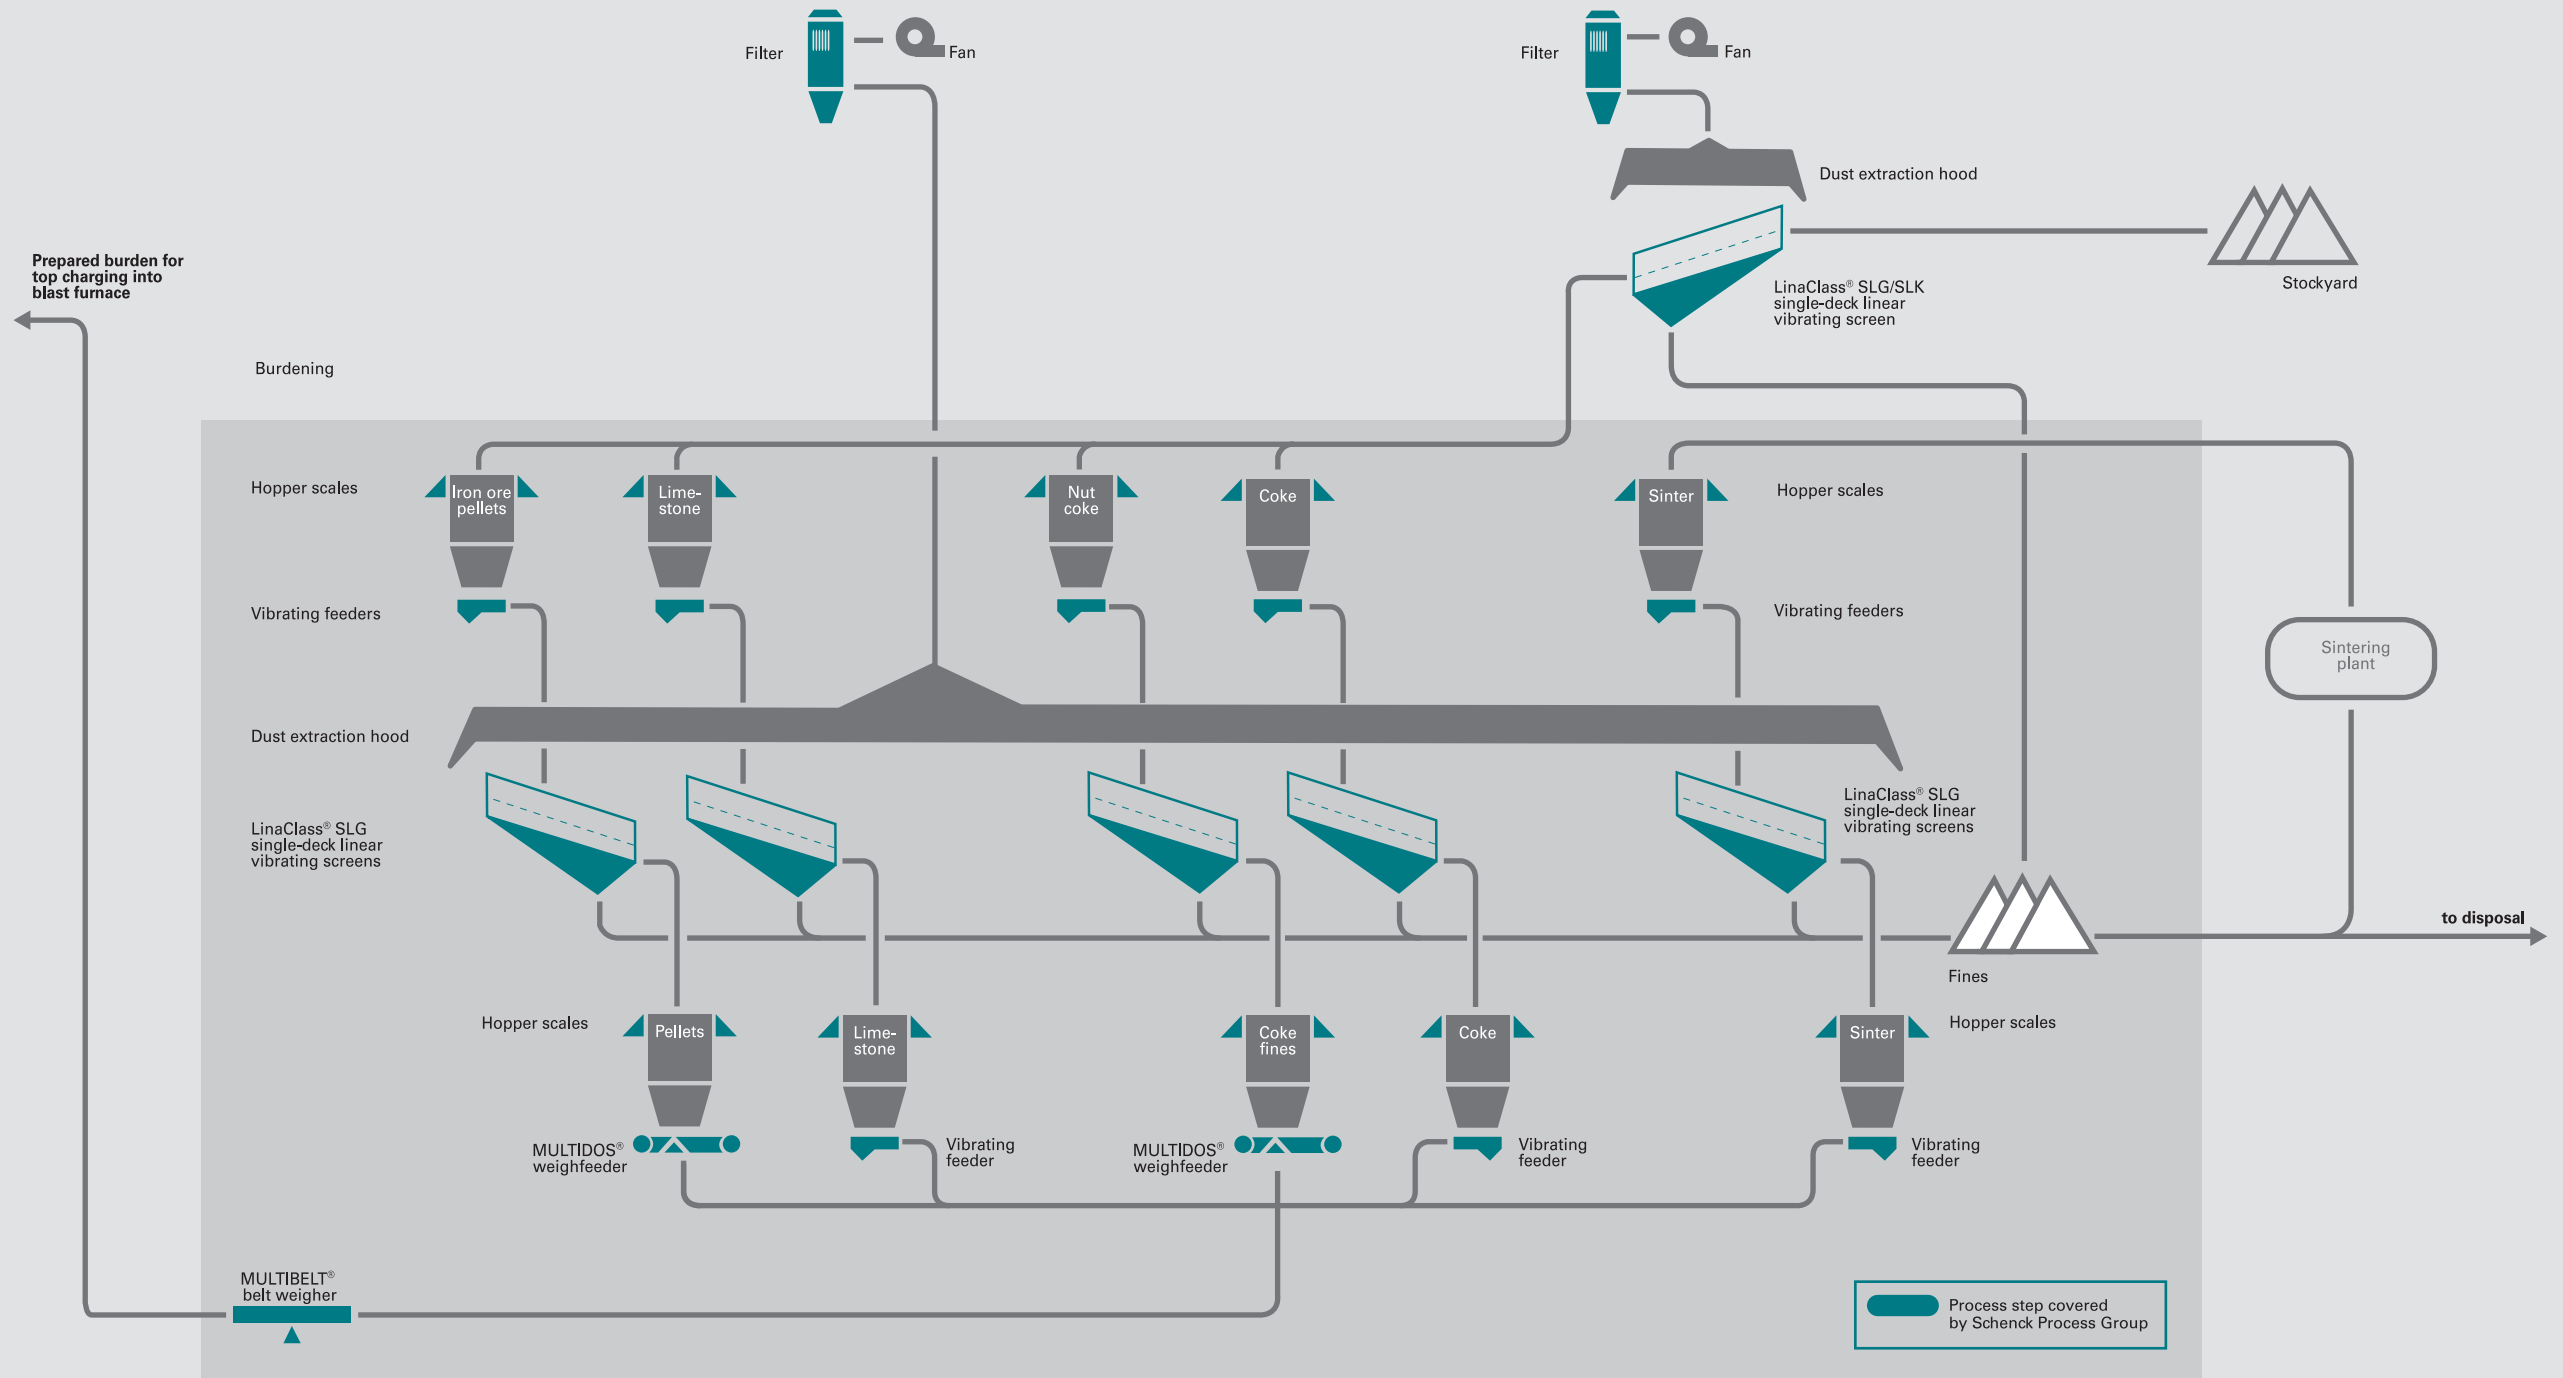 Filter
Fan
Filter
Fan
Dust extraction hood
Prepared burden for
top charging into
blast furnace
LinaClass® SLG/SLK
single-deck linear
vibrating screen
Stockyard
Burdening
Hopper scales
Iron ore
pellets
Lime-
stone
Nut
coke
Coke
Sinter
Hopper scales
Vibrating feeders
Vibrating feeders
Sintering
plant
Dust extraction hood
LinaClass® SLG
single-deck linear
vibrating screens
LinaClass® SLG
single-deck linear
vibrating screens
to disposal
Fines
Hopper scales
Pellets
Lime-
stone
Coke
fines
Coke
Sinter
Hopper scales
MULTIDOS®
weighfeeder
Vibrating
feeder
MULTIDOS®
weighfeeder
Vibrating
feeder
Vibrating
feeder
MULTIBELT®
belt weigher
Process step covered
by Schenck Process Group